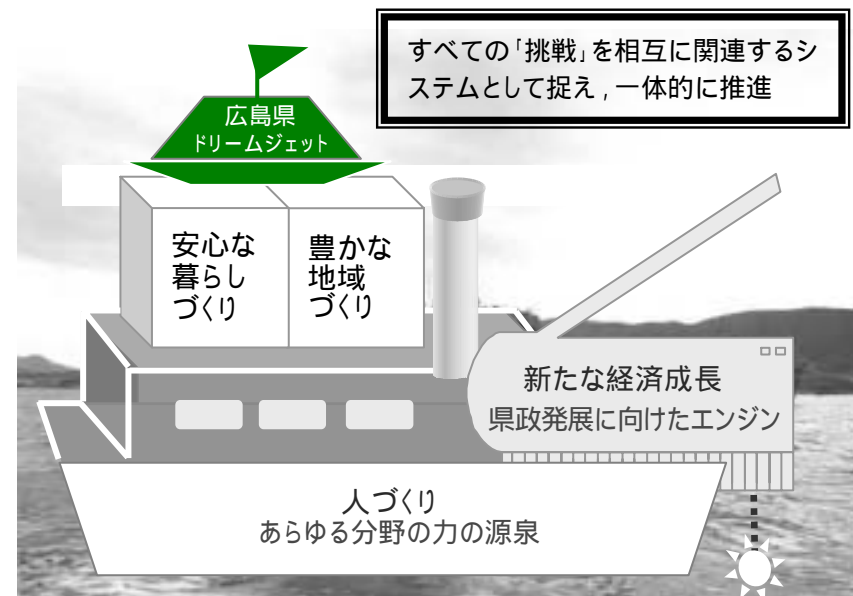 すべての「挑戦」を相互に関連するシ
ステムとして捉え,一体的に推進
広島県
ドリームジェット
安心な
暮らし
づくり
豊かな
地域
づくり
新たな経済成長
県政発展に向けたエンジン
人づくり
あらゆる分野の力の源泉